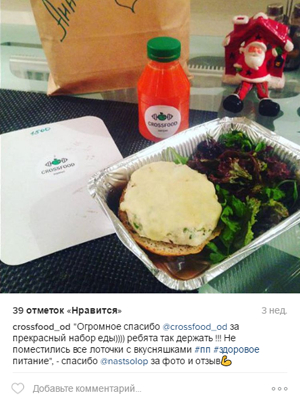 Анн
CROSSFOOD
CROSSFOOD
39 отметок «Нравится»
3 нед.
crossfood_od "Огромное спасибо @crossfood_od за
прекрасный набор еды)))) ребята так держать !!! Не
поместились все лоточки с вкусняшками #пп #здоровое
питание", - спасибо @nastsolop за фото и отзыв💪
Добавьте комментарий...